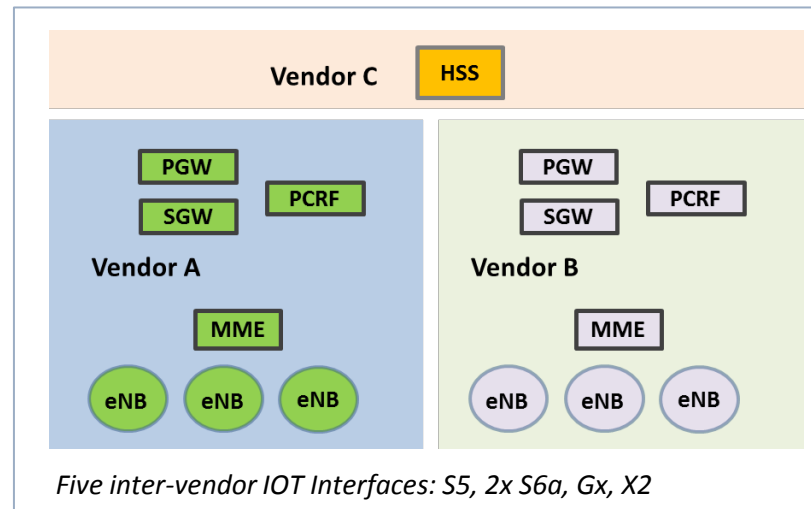 Vendor C
HSS
PGW
PCRF
SGW
Vendor A
MME
eNB
eNB
eNB
PGW
PCRF
SGW
Vendor B
MME
eNB
eNB
eNB
Five inter-vendor IOT Interfaces: S5, 2x S6a, Gx, X2